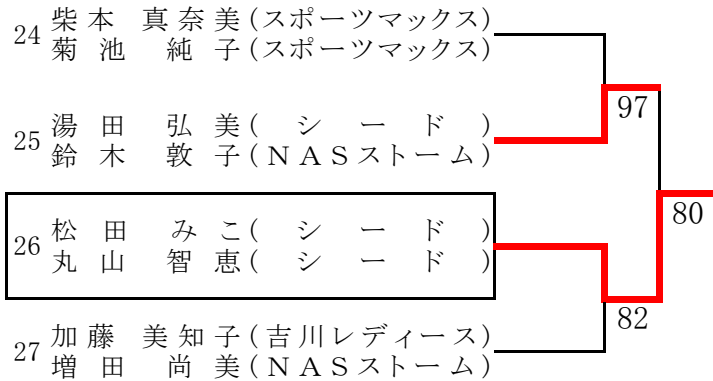 24 柴本 真奈美(スポーツマックス)
菊池 純子(スポーツマックス)
97
25 湯田 弘美(シード)
鈴木 敦子(NASストーム)
80
26 松田 みこ(シード)
丸山 智恵(シード)
82
27 加藤 美知子(吉川レディース)
増田 尚美(NASストーム)